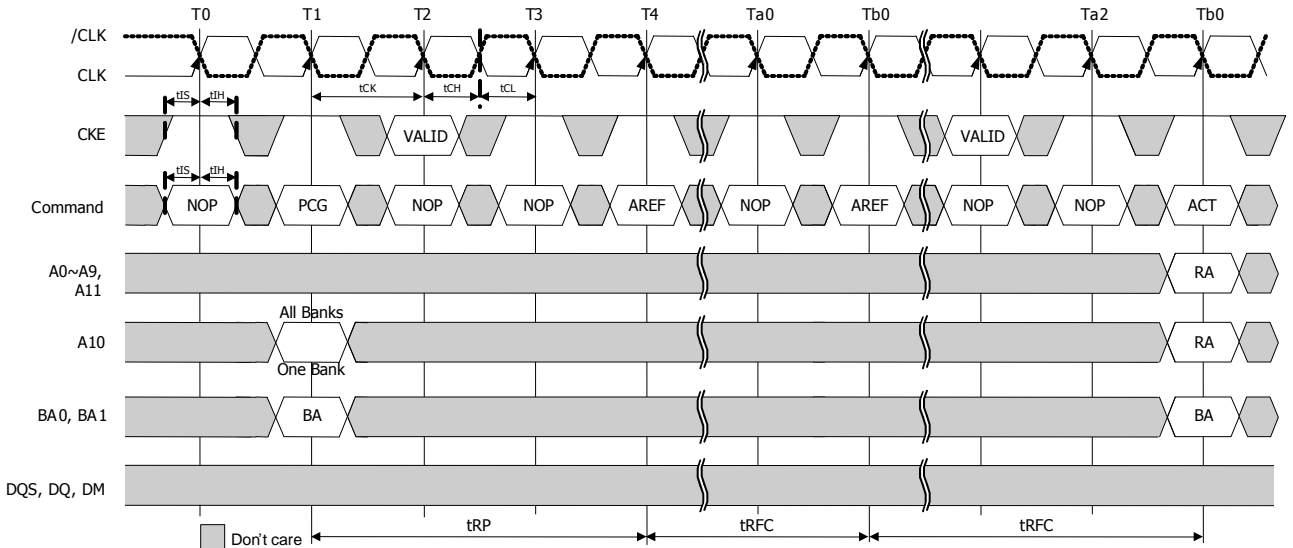 T0 T1 T2 T3 T4 Ta0 Tb0 Ta2 Tb0
/CLK
CLK
tCK tCH tCL
tIS tIH
CKE VALID VALID
tIS tIH
Command NOP PCG NOP NOP AREF NOP AREF NOP NOP ACT
A0~A9,
A11
RA
All Banks
A10 RA
One Bank
BA0, BA1 BA BA
DQS, DQ, DM
tRP tRFC tRFC
Don't care